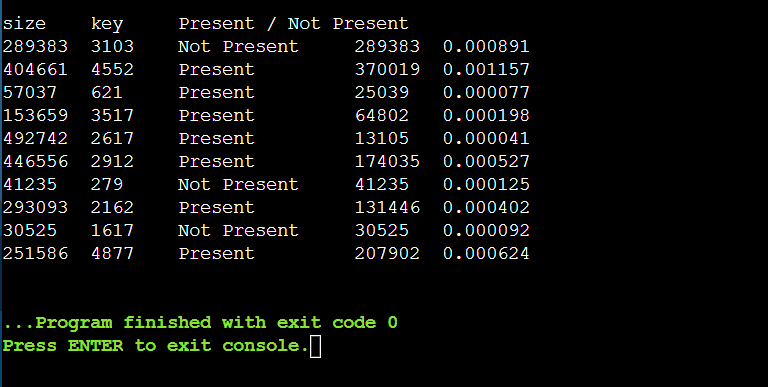 size    key     Present / Not Present
289383  3103    Not Present     289383  0.000891
404661  4552    Present         370019  0.001157
57037   621     Present         25039   0.000077
153659  3517    Present         64802   0.000198
492742  2617    Present         13105   0.000041
446556  2912    Present         174035  0.000527
41235   279     Not Present     41235   0.000125
293093  2162    Present         131446  0.000402
30525   1617    Not Present     30525   0.000092
251586  4877    Present         207902  0.000624
...Program finished with exit code 0
Press ENTER to exit console.